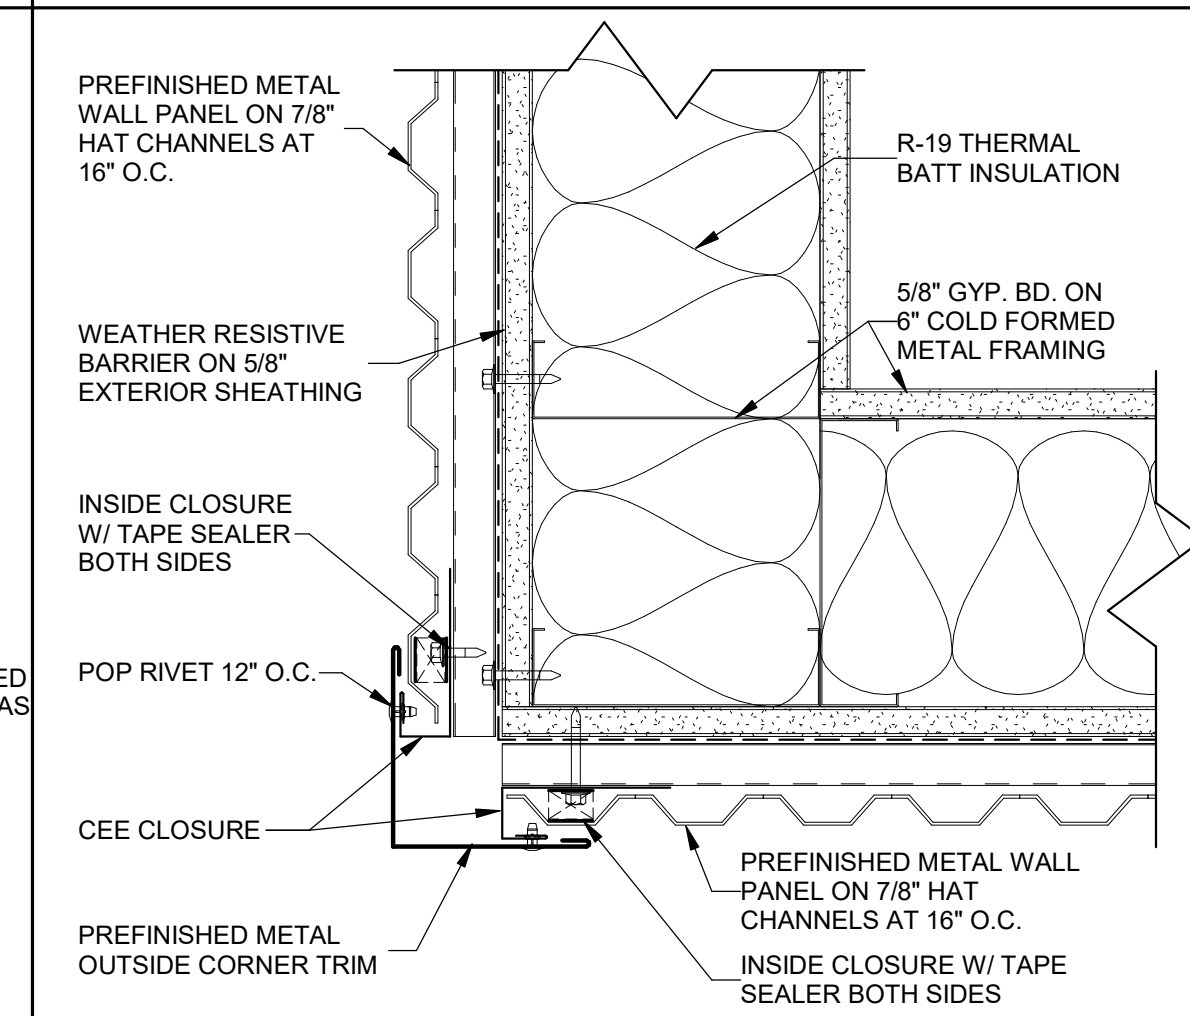 PREFINISHED METAL
WALL PANEL ON 7/8"
HAT CHANNELS AT
16" O.C.
R-19 THERMAL
BATT INSULATION
5/8" GYP. BD. ON
6" COLD FORMED
METAL FRAMING
WEATHER RESISTIVE
BARRIER ON 5/8"
EXTERIOR SHEATHING
INSIDE CLOSURE
W/ TAPE SEALER
BOTH SIDES
POP RIVET 12" O.C.
ED
AS
CEE CLOSURE
PREFINISHED METAL
OUTSIDE CORNER TRIM
PREFINISHED METAL WALL
PANEL ON 7/8" HAT
CHANNELS AT 16" O.C.
INSIDE CLOSURE W/ TAPE
SEALER BOTH SIDES